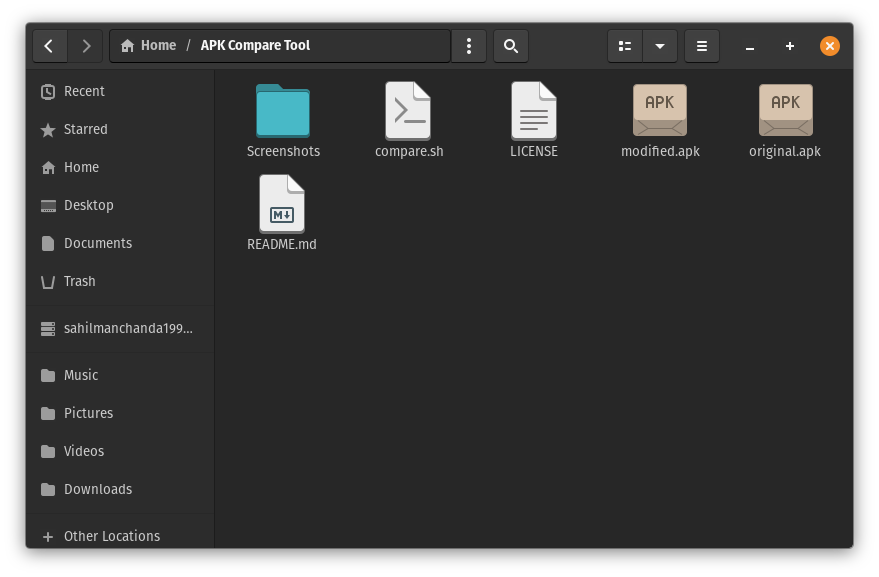 Home / APK Compare Tool
Recent
Starred
Home
Desktop
Documents
Trash
sahilmanchanda199...
Music
Pictures
Videos
Downloads
Other Locations
Screenshots
compare.sh
LICENSE
APK
modified.apk
APK
original.apk
M
README.md